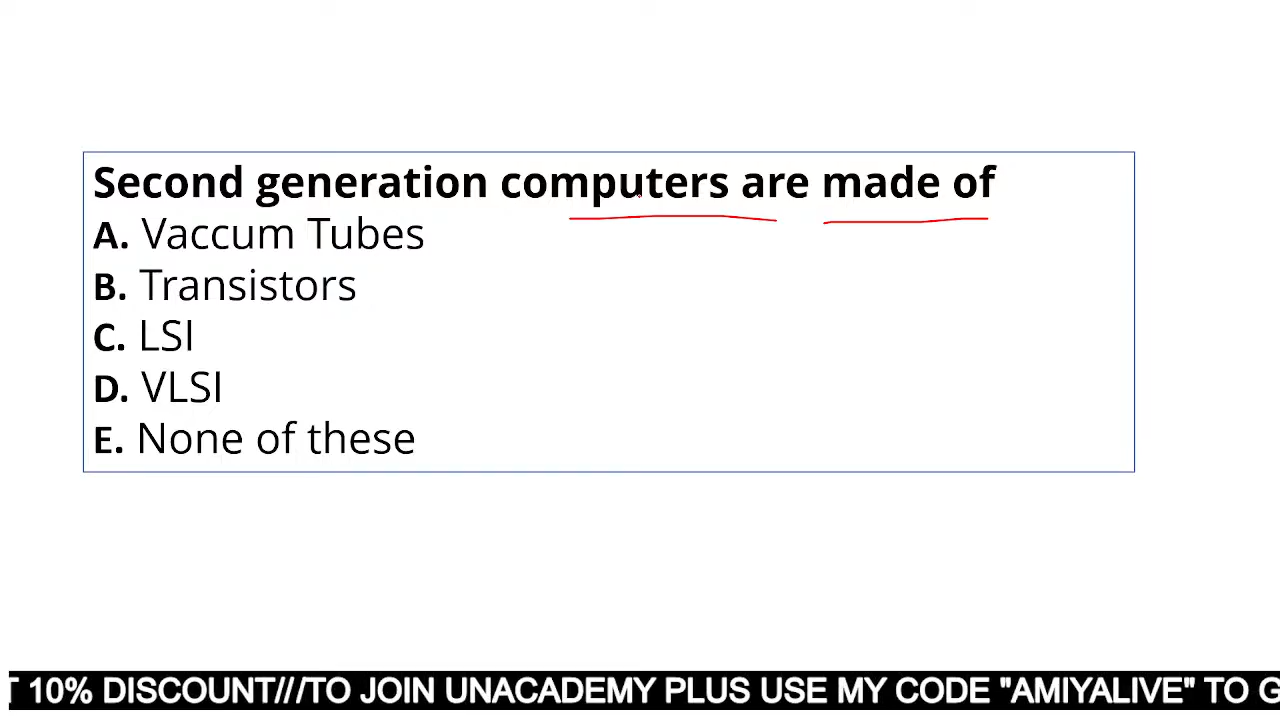 Second generation computers are made of
A. Vaccum Tubes
B. Transistors
C. LSI
D. VLSI
E. None of these
10% DISCOUNT///TO JOIN UNACADEMY PLUS USE MY CODE "AMIYALIVE" TO